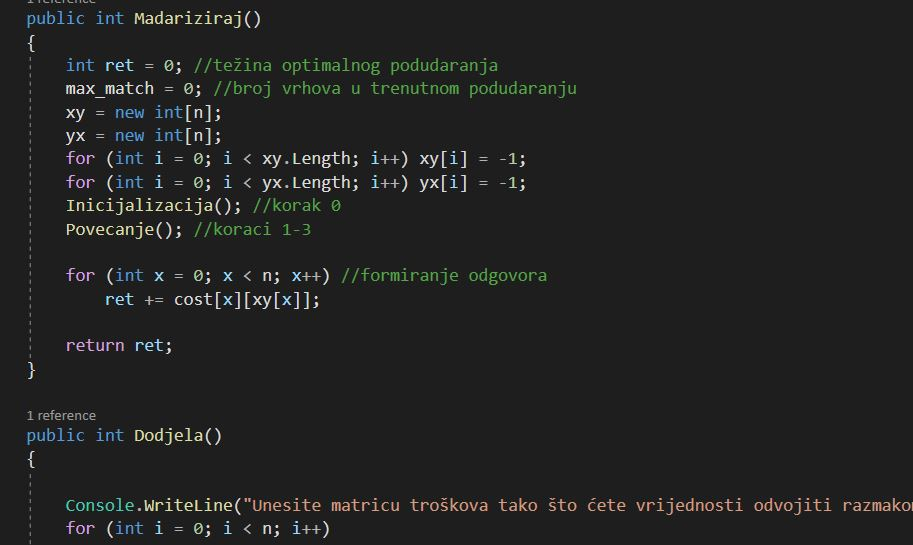 1 reference
public int Madariziraj()
{
int ret = 0; //težina optimalnog podudaranja
max_match = 0; //broj vrhova u trenutnom podudaranju
xy = new int[n];
yx = new int[n];
for (int i = 0; i < xy.Length; i++) xy[i] = -1;
for (int i = 0; i < yx.Length; i++) yx[i] = -1;
Inicijalizacija(); //korak 0
Povecanje(); //koraci 1-3
for (int x = 0; x < n; x++) //formiranje odgovora
ret += cost[x][xy[x]];
return ret;
}
1 reference
public int Dodjela()
{
Console.WriteLine("Unesite matricu troškova tako što ćete vrijednosti odvojiti razmakom
for (int i = 0; i < n; i++)